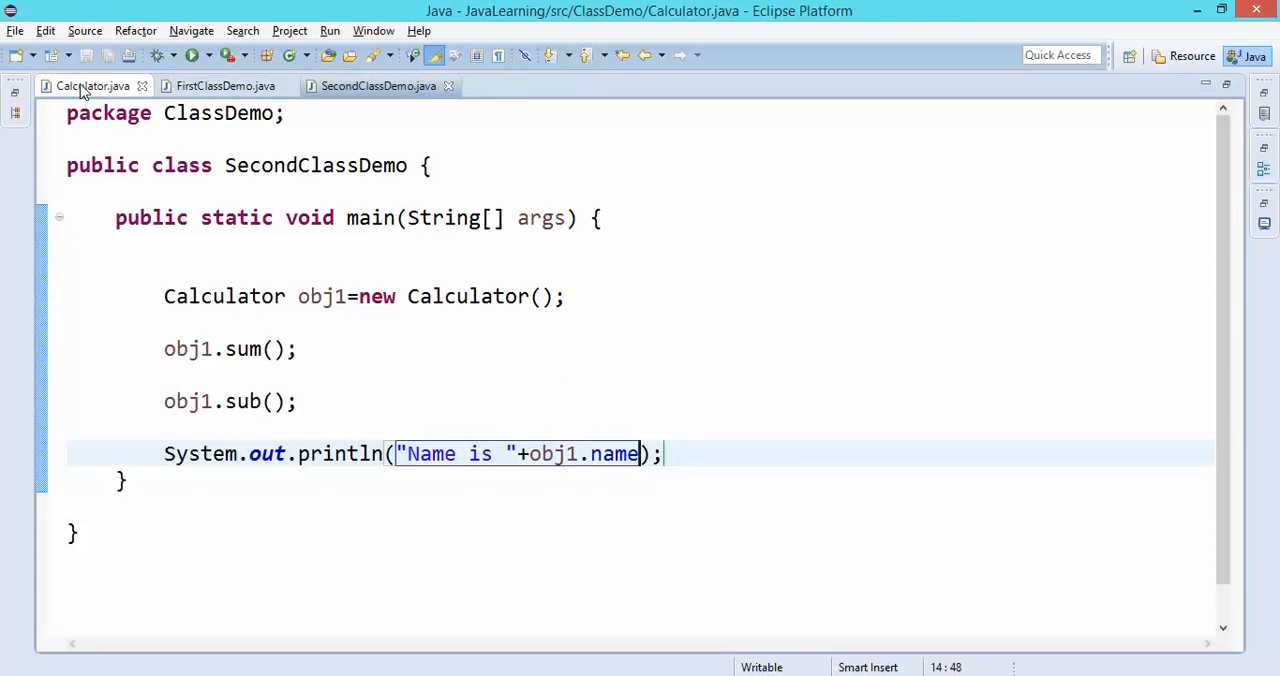 Java - JavaLearning/src/ClassDemo/Calculator.java - Eclipse Platform
File Edit Source Refactor Navigate Search Project Run Window Help
Quick Access Resource Java
Calculator.java FirstClassDemo.java SecondClassDemo.java
package ClassDemo;
public class SecondClassDemo {
public static void main(String[] args) {
Calculator obj1=new Calculator();
obj1.sum();
obj1.sub();
System.out.println("Name is "+obj1.name);
}
}
Writable Smart Insert 14 : 48